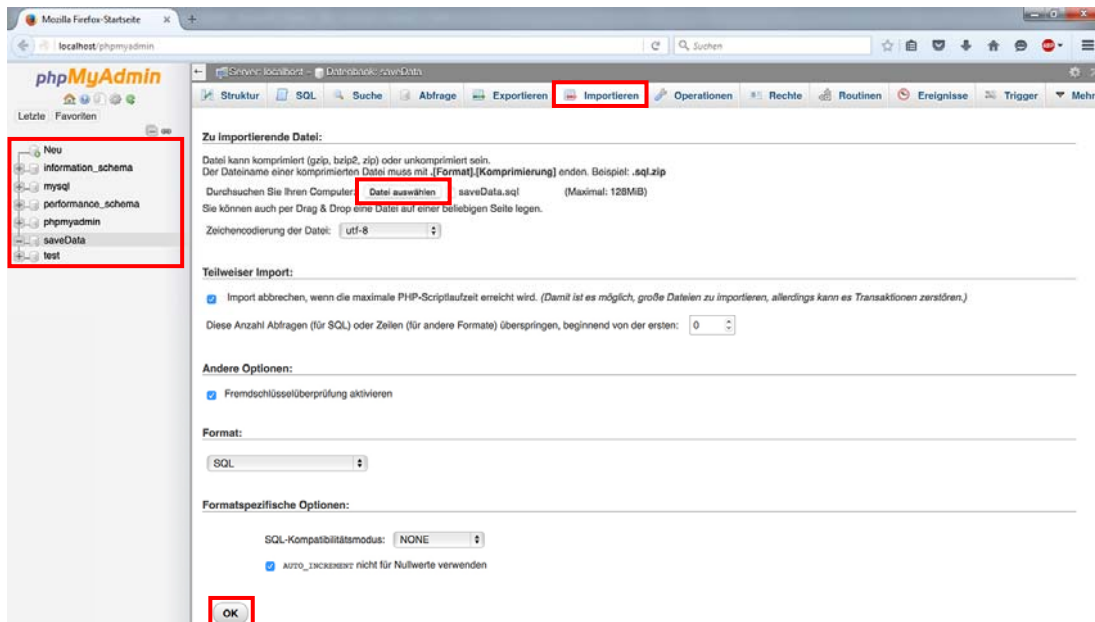 Mozilla Firefox-Startseite × +
localhost/phpmyadmin
Suchen
ABP
phpMyAdmin
Letzte Favoriten
Neu
information_schema
mysql
performance_schema
phpmyadmin
saveData
test
Server: localhost – Datenbank: saveData
Struktur SQL Suche Abfrage Exportieren Importieren Operationen Rechte Routinen Ereignisse Trigger Mehr
Zu importierende Datei:
Datei kann komprimiert (gzip, bzip2, zip) oder unkomprimiert sein.
Der Dateiname einer komprimierten Datei muss mit .[Format].[Komprimierung] enden. Beispiel: .sql.zip
Durchsuchen Sie Ihren Computer: Datei auswählen saveData.sql (Maximal: 128MiB)
Sie können auch per Drag & Drop eine Datei auf einer beliebigen Seite legen.
Zeichencodierung der Datei: utf-8
Teilweiser Import:
Import abbrechen, wenn die maximale PHP-Scriptlaufzeit erreicht wird. (Damit ist es möglich, große Dateien zu importieren, allerdings kann es Transaktionen zerstören.)
Diese Anzahl Abfragen (für SQL) oder Zeilen (für andere Formate) überspringen, beginnend von der ersten: 0
Andere Optionen:
Fremdschlüsselüberprüfung aktivieren
Format:
SQL
Formatspezifische Optionen:
SQL-Kompatibilitätsmodus: NONE
AUTO_INCREMENT nicht für Nullwerte verwenden
OK